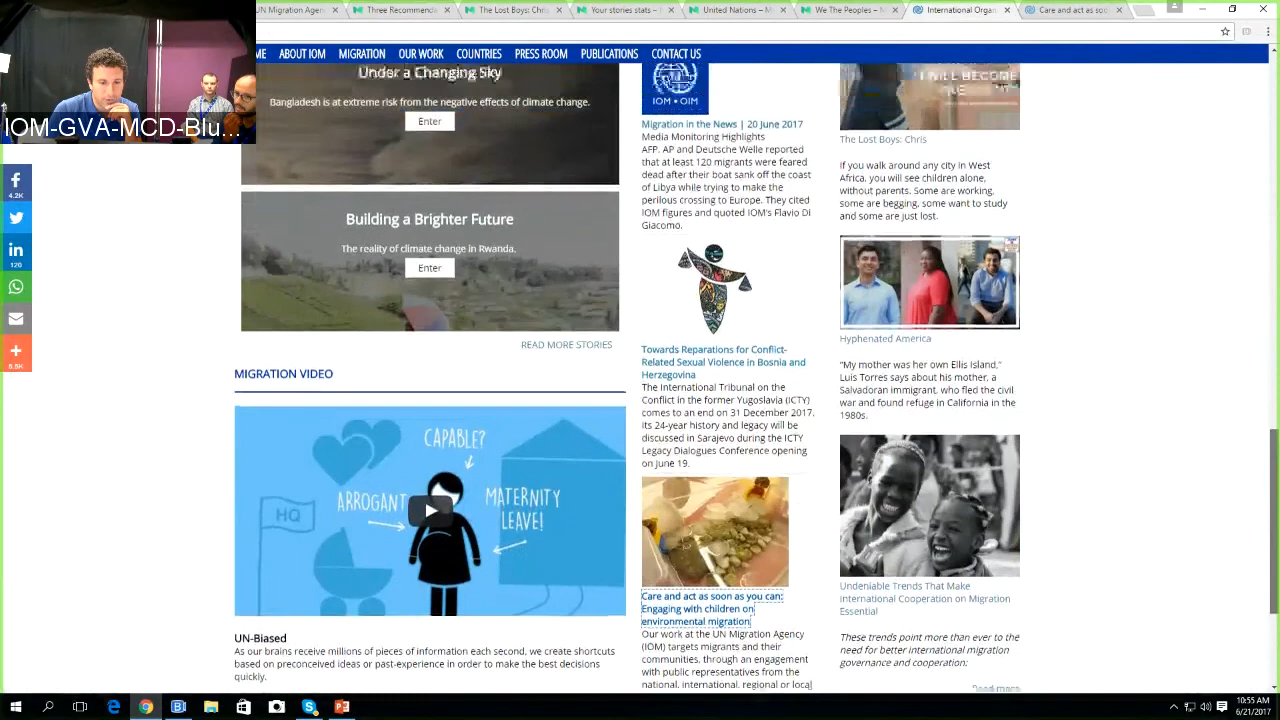 UN Migration Agen
Three Recommende
The Lost Boys: Chris
Your stories stats – I
United Nations – M
We The Peoples – M
International Organ
Care and act as soon
ME
ABOUT IOM
MIGRATION
OUR WORK
COUNTRIES
PRESS ROOM
PUBLICATIONS
CONTACT US
IOM-GVA-MCD-Blu...
4.2K
in
120
8.5K
Under a Changing Sky
Bangladesh is at extreme risk from the negative effects of climate change.
Enter
Building a Brighter Future
The reality of climate change in Rwanda.
Enter
READ MORE STORIES
MIGRATION VIDEO
CAPABLE?
ARROGANT
MATERNITY
LEAVE!
HQ
UN-Biased
As our brains receive millions of pieces of information each second, we create shortcuts
based on preconceived ideas or past-experience in order to make the best decisions
quickly.
IOM • OIM
Migration in the News | 20 June 2017
Media Monitoring Highlights
AFP, AP and Deutsche Welle reported
that at least 120 migrants were feared
dead after their boat sank off the coast
of Libya while trying to make the
perilous crossing to Europe. They cited
IOM figures and quoted IOM's Flavio Di
Giacomo.
Towards Reparations for Conflict-
Related Sexual Violence in Bosnia and
Herzegovina
The International Tribunal on the
Conflict in the former Yugoslavia (ICTY)
comes to an end on 31 December 2017.
Its 24-year history and legacy will be
discussed in Sarajevo during the ICTY
Legacy Dialogues Conference opening
on June 19.
Care and act as soon as you can:
Engaging with children on
environmental migration
Our work at the UN Migration Agency
(IOM) targets migrants and their
communities, through an engagement
with public representatives from the
national, international, regional or local
I WILL BECOME
The Lost Boys: Chris
If you walk around any city in West
Africa, you will see children alone,
without parents. Some are working,
some are begging, some want to study
and some are just lost.
Hyphenated America
“My mother was her own Ellis Island,”
Luis Torres says about his mother, a
Salvadoran immigrant, who fled the civil
war and found refuge in California in the
1980s.
Undeniable Trends That Make
International Cooperation on Migration
Essential
These trends point more than ever to the
need for better international migration
governance and cooperation:
Read more
10:55 AM
6/21/2017